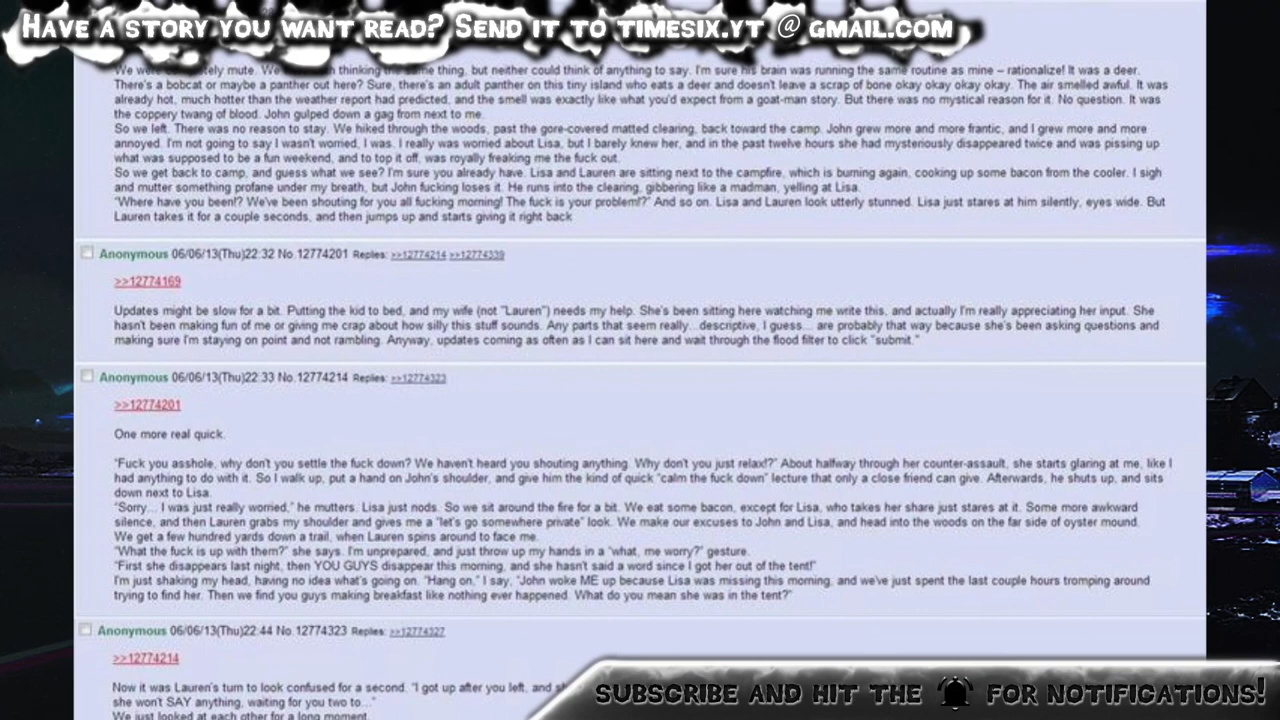 Have a story you want read? Send it to timesix.yt @ gmail.com
thinking the same thing, but neither could think of anything to say. I'm sure his brain was running the same routine as mine – rationalize! It was a deer.
There's a bobcat or maybe a panther out here? Sure, there's an adult panther on this tiny island who eats a deer and doesn't leave a scrap of bone okay okay okay okay. The air smelled awful. It was
already hot, much hotter than the weather report had predicted, and the smell was exactly like what you'd expect from a goat-man story. But there was no mystical reason for it. No question. It was
the coppery twang of blood. John gulped down a gag from next to me.
So we left. There was no reason to stay. We hiked through the woods, past the gore-covered matted clearing, back toward the camp. John grew more and more frantic, and I grew more and more
annoyed. I'm not going to say I wasn't worried, I was. I really was worried about Lisa, but I barely knew her, and in the past twelve hours she had mysteriously disappeared twice and was pissing up
what was supposed to be a fun weekend, and to top it off, was royally freaking me the fuck out.
So we get back to camp, and guess what we see? I'm sure you already have. Lisa and Lauren are sitting next to the campfire, which is burning again, cooking up some bacon from the cooler. I sigh
and mutter something profane under my breath, but John fucking loses it. He runs into the clearing, gibbering like a madman, yelling at Lisa.
"Where have you been!? We've been shouting for you all fucking morning! The fuck is your problem!?" And so on. Lisa and Lauren look utterly stunned. Lisa just stares at him silently, eyes wide. But
Lauren takes it for a couple seconds, and then jumps up and starts giving it right back
Anonymous 06/06/13(Thu)22:32 No.12774201 Replies: >>12774214 >>12774339
>>12774169
Updates might be slow for a bit. Putting the kid to bed, and my wife (not "Lauren") needs my help. She's been sitting here watching me write this, and actually I'm really appreciating her input. She
hasn't been making fun of me or giving me crap about how silly this stuff sounds. Any parts that seem really...descriptive, I guess... are probably that way because she's been asking questions and
making sure I'm staying on point and not rambling. Anyway, updates coming as often as I can sit here and wait through the flood filter to click "submit."
Anonymous 06/06/13(Thu)22:33 No.12774214 Replies: >>12774323
>>12774201
One more real quick.
"Fuck you asshole, why don't you settle the fuck down? We haven't heard you shouting anything. Why don't you just relax!?" About halfway through her counter-assault, she starts glaring at me, like I
had anything to do with it. So I walk up, put a hand on John's shoulder, and give him the kind of quick "calm the fuck down" lecture that only a close friend can give. Afterwards, he shuts up, and sits
down next to Lisa.
"Sorry... I was just really worried," he mutters. Lisa just nods. So we sit around the fire for a bit. We eat some bacon, except for Lisa, who takes her share just stares at it. Some more awkward
silence, and then Lauren grabs my shoulder and gives me a "let's go somewhere private" look. We make our excuses to John and Lisa, and head into the woods on the far side of oyster mound.
We get a few hundred yards down a trail, when Lauren spins around to face me.
"What the fuck is up with them?" she says. I'm unprepared, and just throw up my hands in a "what, me worry?" gesture.
"First she disappears last night, then YOU GUYS disappear this morning, and she hasn't said a word since I got her out of the tent!"
I'm just shaking my head, having no idea what's going on. "Hang on," I say, "John woke ME up because Lisa was missing this morning, and we've just spent the last couple hours tromping around
trying to find her. Then we find you guys making breakfast like nothing ever happened. What do you mean she was in the tent?"
Anonymous 06/06/13(Thu)22:44 No.12774323 Replies: >>12774327
>>12774214
Now it was Lauren's turn to look confused for a second. "I got up after you left, and
she won't SAY anything, waiting for you two to..."
We just looked at each other for a long moment.
subscribe and hit the for notifications!